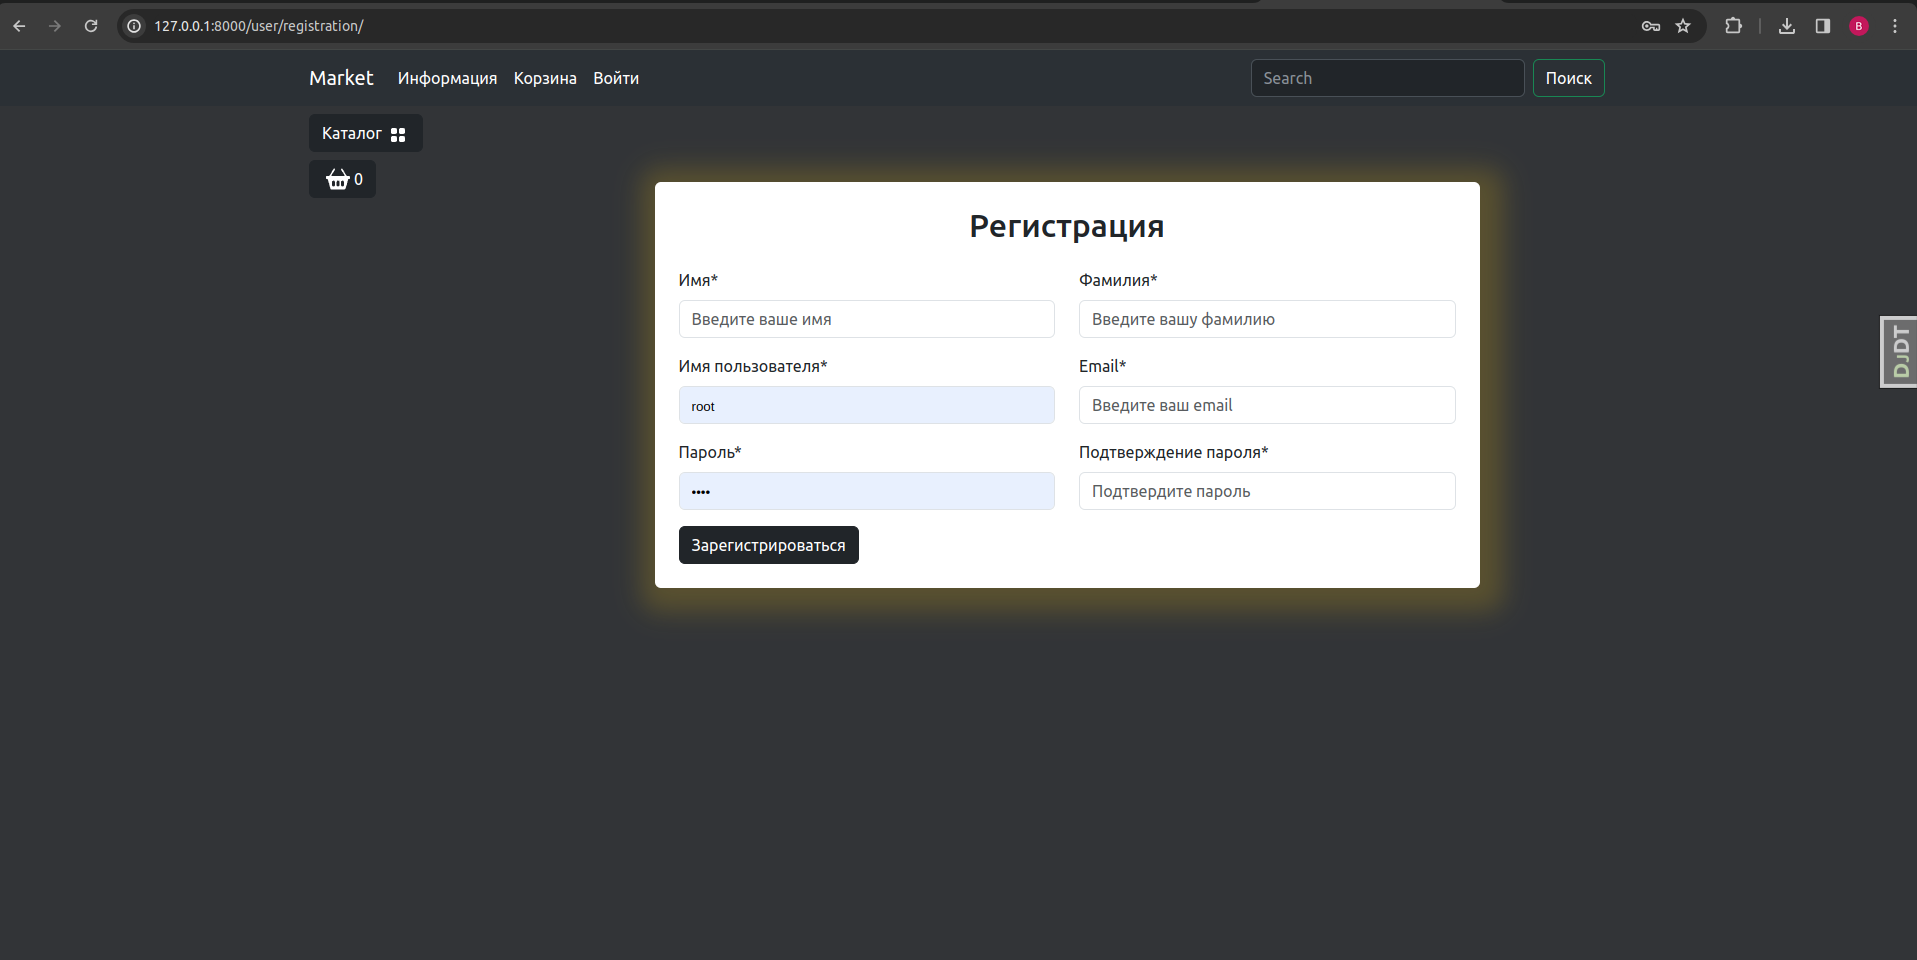 127.0.0.1:8000/user/registration/
B
Market Информация Корзина Войти Search Поиск
Каталог
0
Регистрация
Имя* Фамилия*
Введите ваше имя Введите вашу фамилию
Имя пользователя* Email*
root Введите ваш email
Пароль* Подтверждение пароля*
•••• Подтвердите пароль
Зарегистрироваться
DJDT